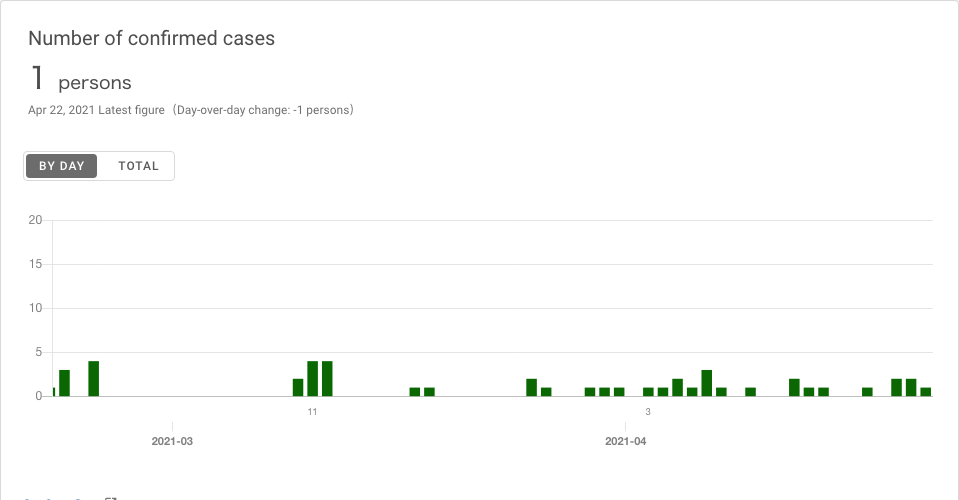 Number of confirmed cases
1 persons
Apr 22, 2021 Latest figure（Day-over-day change: -1 persons）
BY DAY TOTAL
20
15
10
5
0
11 3
2021-03 2021-04